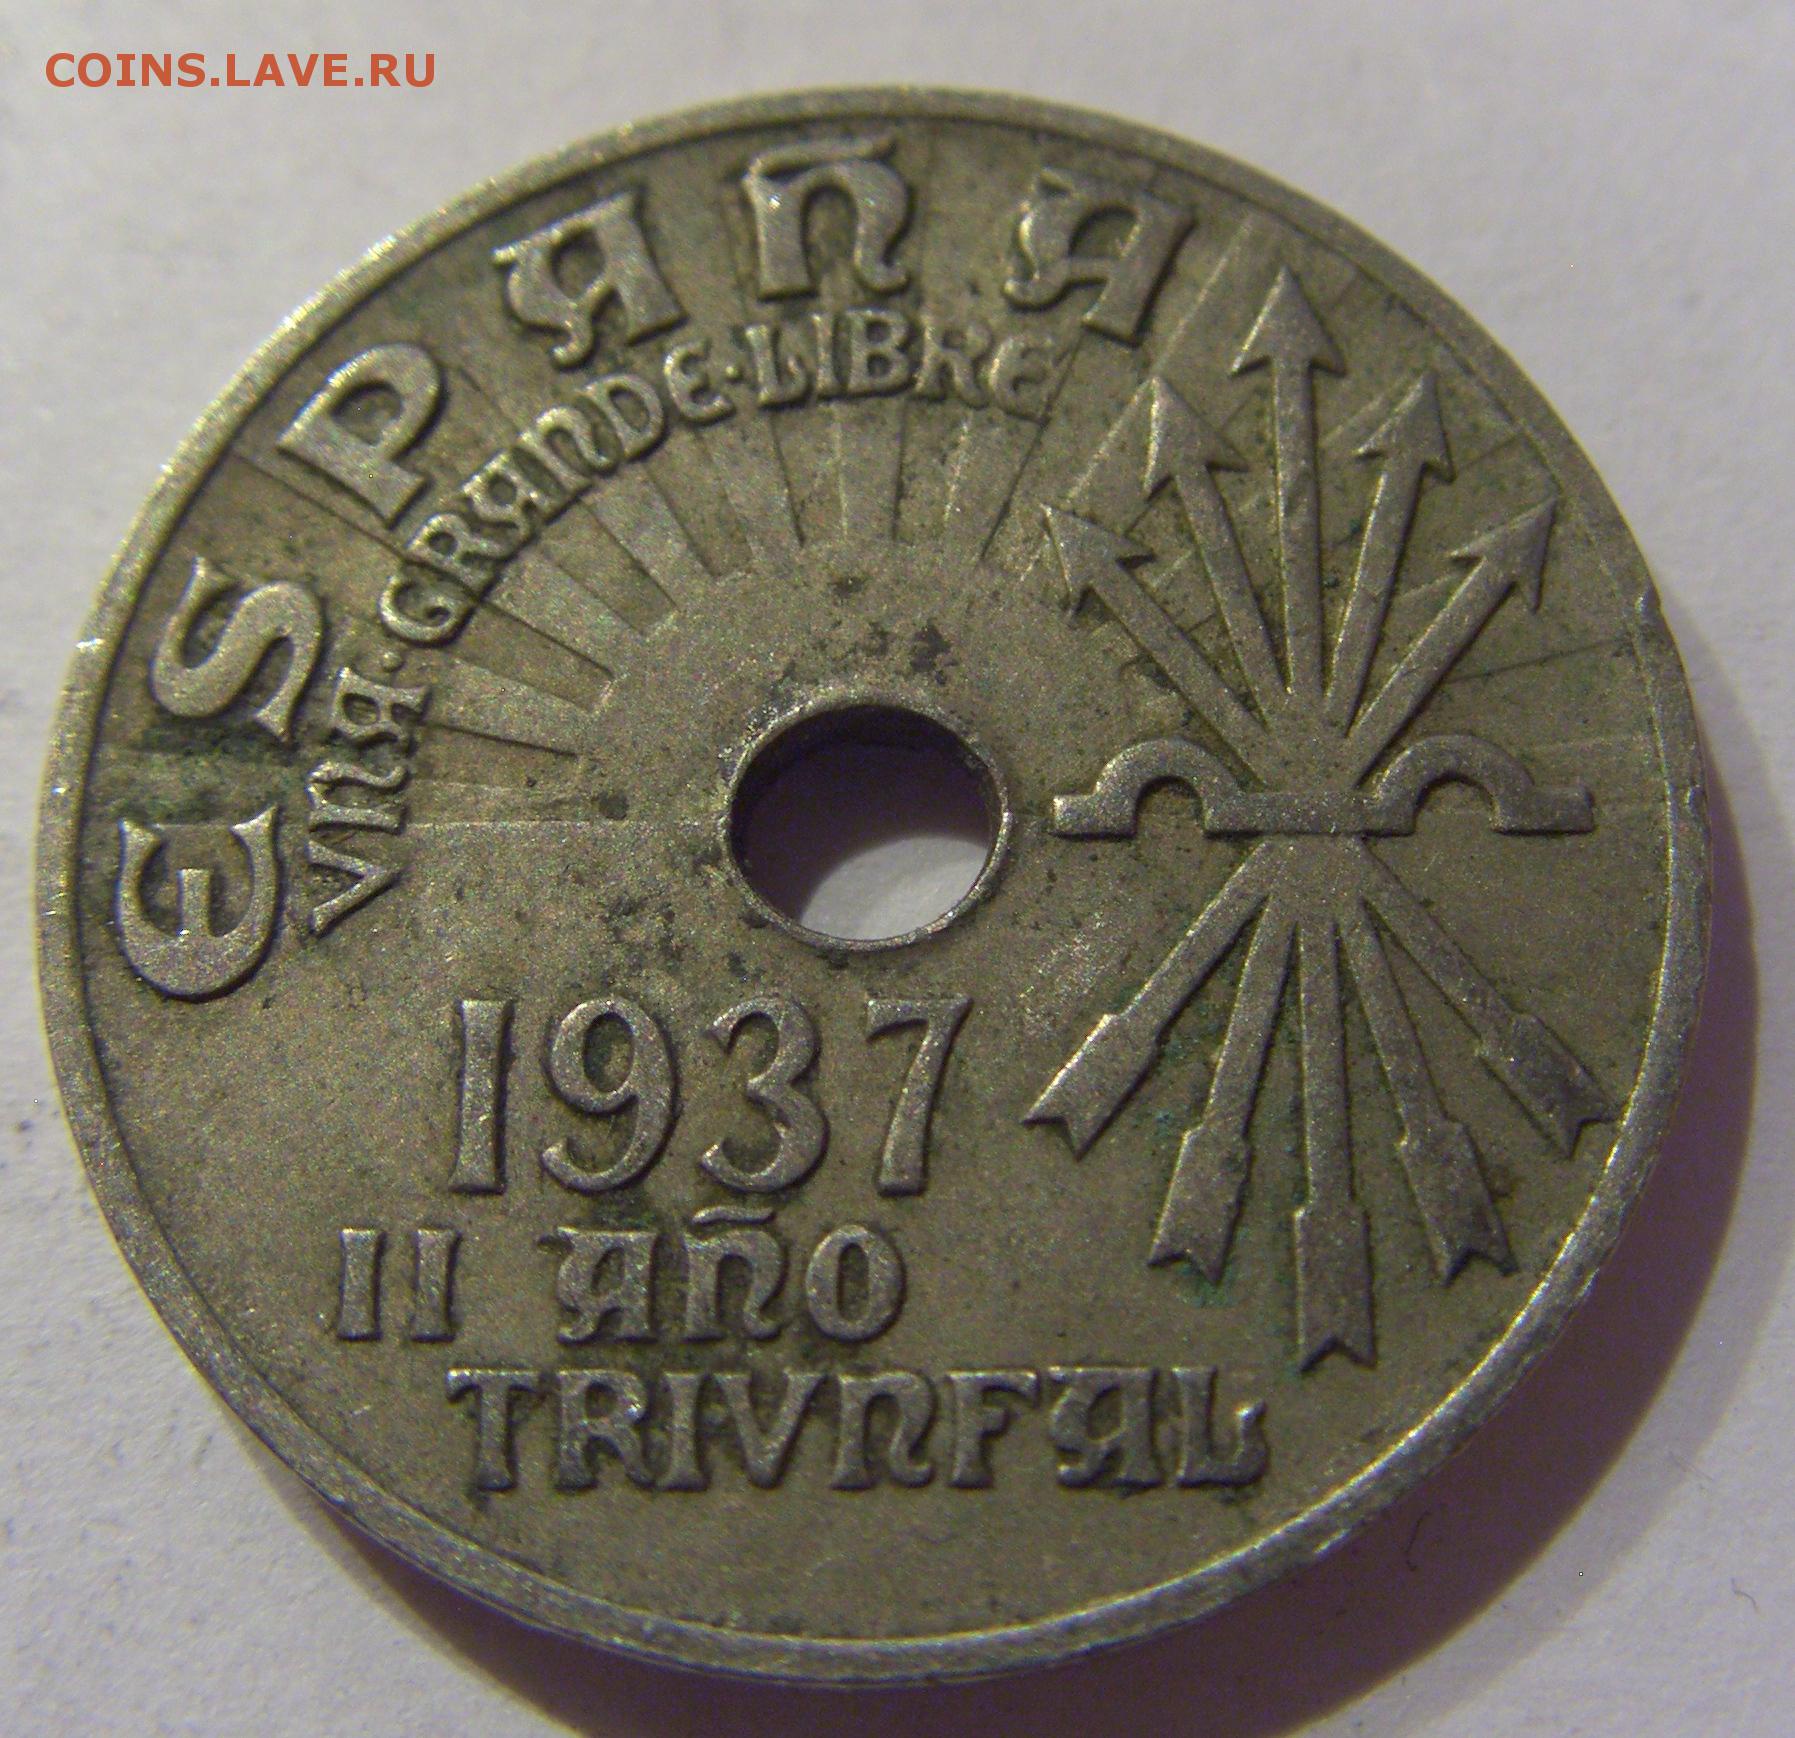 COINS.LAVE.RU
ESPAÑA
VNA·GRANDE·LIBRE
1937
II AÑO
TRIVNFAL